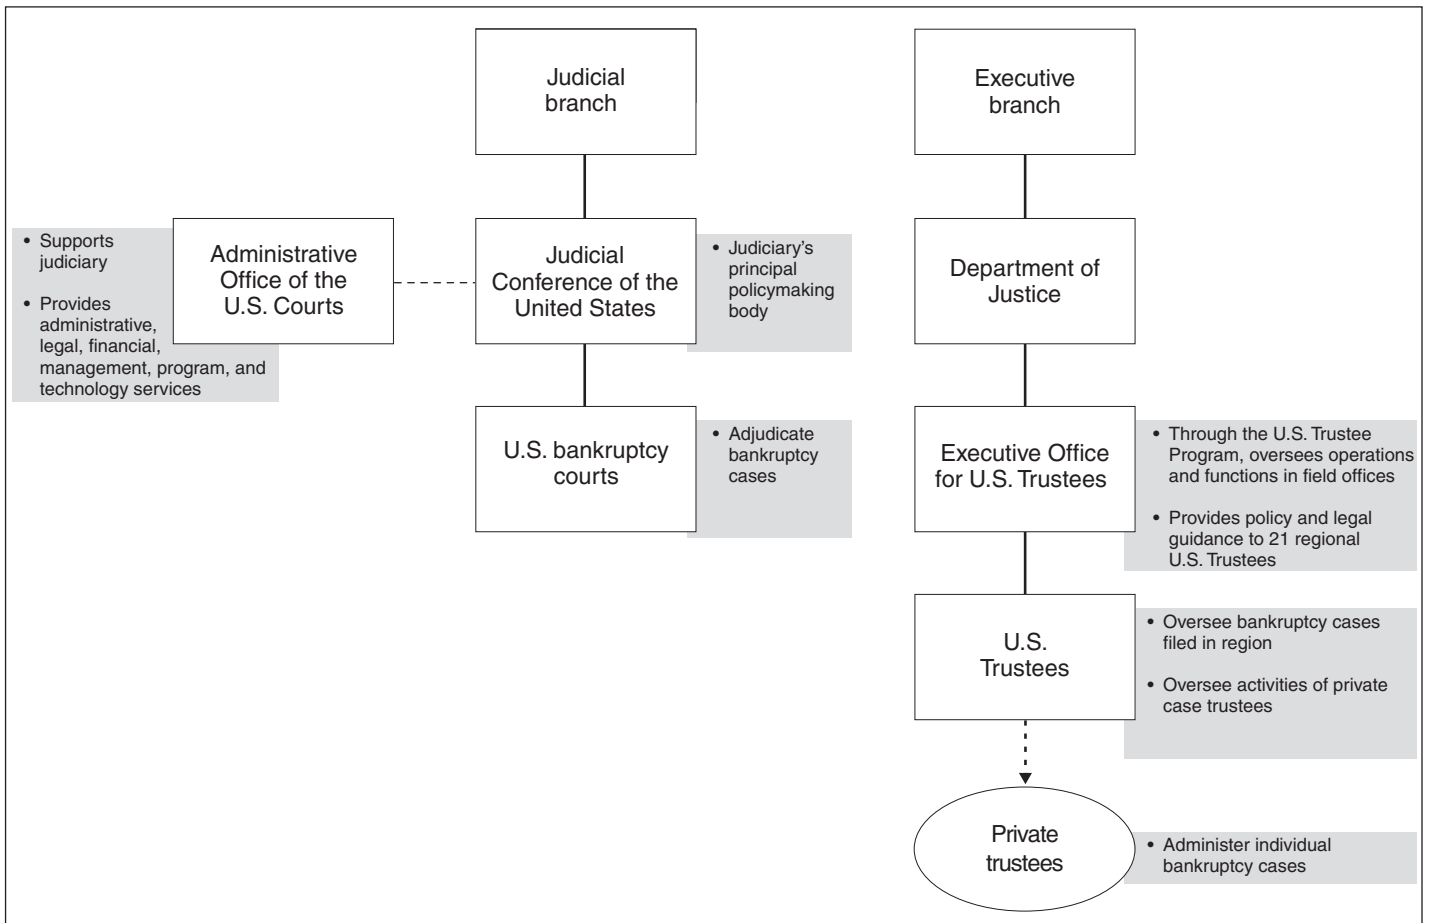 Judicial
branch
Executive
branch
• Supports
judiciary
• Provides
administrative,
legal, financial,
management, program, and
technology services
Administrative
Office of the
U.S. Courts
Judicial
Conference of the
United States
• Judiciary’s
principal
policymaking
body
Department of
Justice
U.S. bankruptcy
courts
• Adjudicate
bankruptcy
cases
Executive Office
for U.S. Trustees
• Through the U.S. Trustee
Program, oversees operations
and functions in field offices
• Provides policy and legal
guidance to 21 regional
U.S. Trustees
U.S.
Trustees
• Oversee bankruptcy cases
filed in region
• Oversee activities of private
case trustees
Private
trustees
• Administer individual
bankruptcy cases